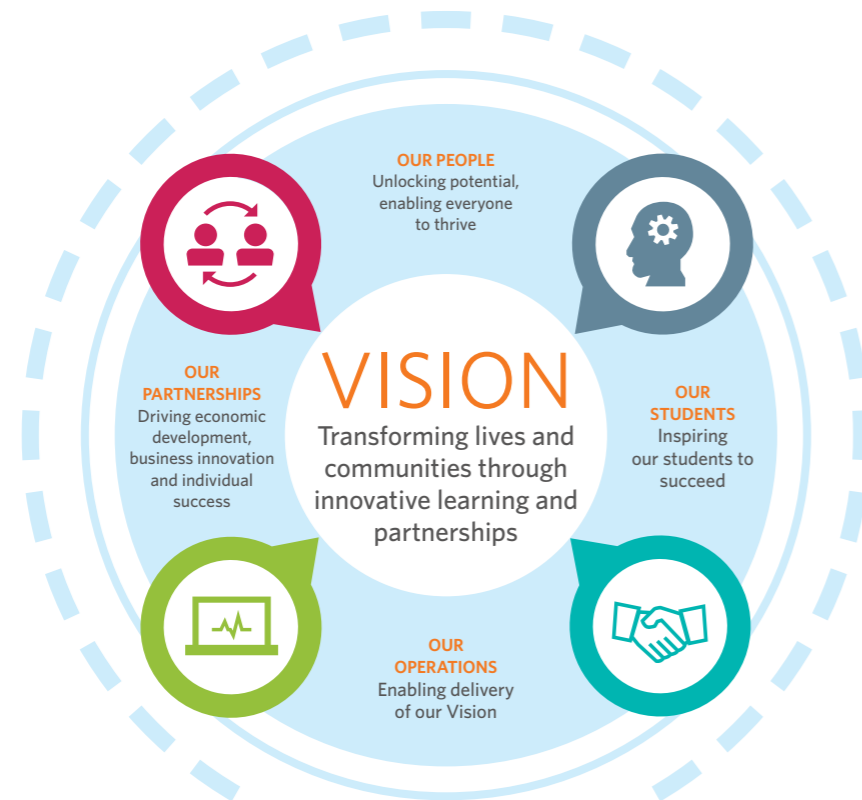 OUR PEOPLE
Unlocking potential,
enabling everyone
to thrive
VISION
Transforming lives and
communities through
innovative learning and
partnerships
OUR
PARTNERSHIPS
Driving economic
development,
business innovation
and individual
success
OUR
STUDENTS
Inspiring
our students to
succeed
OUR
OPERATIONS
Enabling delivery
of our Vision